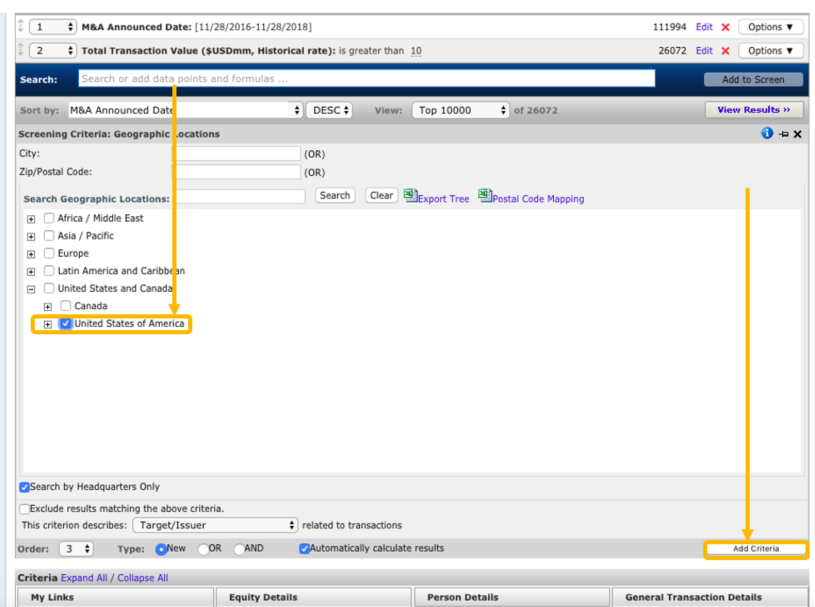 1 M&A Announced Date: [11/28/2016-11/28/2018] 111994 Edit Options ▼
2 Total Transaction Value ($USDmm, Historical rate): is greater than 10 26072 Edit Options ▼
Search: Search or add data points and formulas ... Add to Screen
Sort by: M&A Announced Date DESC View: Top 10000 of 26072 View Results »
Screening Criteria: Geographic Locations
City: (OR)
Zip/Postal Code: (OR)
Search Geographic Locations: Search Clear Export Tree Postal Code Mapping
Africa / Middle East
Asia / Pacific
Europe
Latin America and Caribbean
United States and Canada
Canada
United States of America
Search by Headquarters Only
Exclude results matching the above criteria.
This criterion describes: Target/Issuer related to transactions
Order: 3 Type: New OR AND Automatically calculate results Add Criteria
Criteria Expand All / Collapse All
My Links Equity Details Person Details General Transaction Details